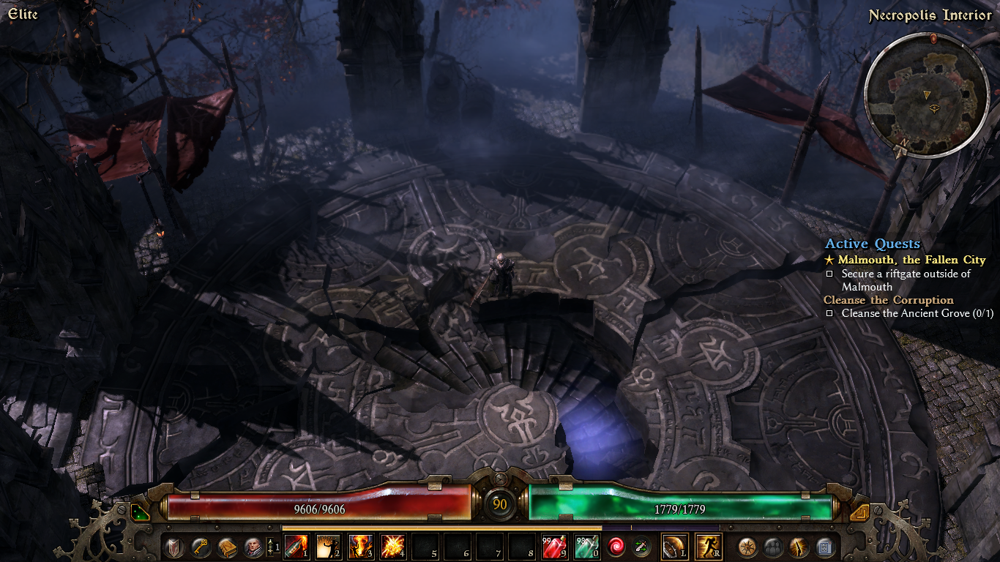 Elite
Necropolis Interior
N
Active Quests
Malmouth, the Fallen City
Secure a riftgate outside of
Malmouth
Cleanse the Corruption
Cleanse the Ancient Grove (0/1)
9606/9606
90
1779/1779
1
1
2
3
4
5
6
7
8
99
9
98
0
L
R